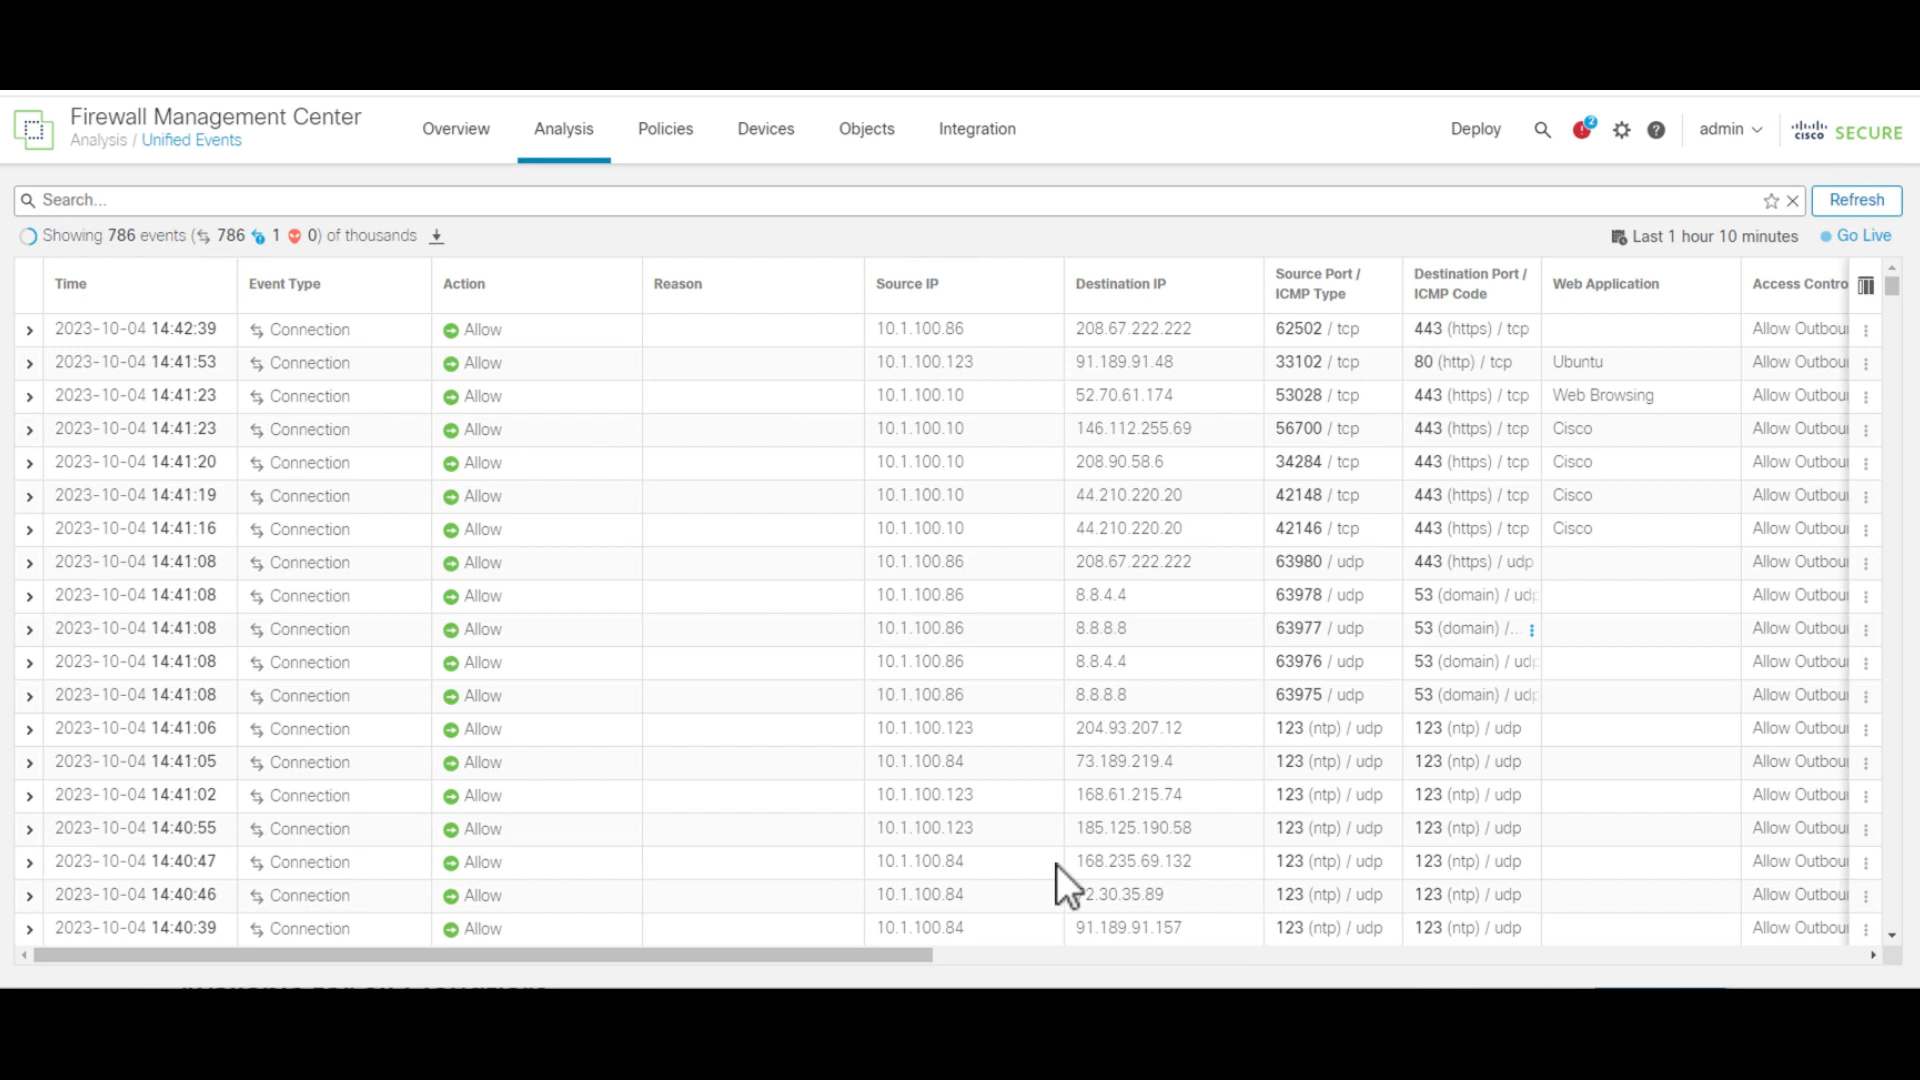 Firewall Management Center
Analysis / Unified Events
Overview Analysis Policies Devices Objects Integration
Deploy 2 admin cisco SECURE
Search... Refresh
Showing 786 events (786 1 0) of thousands Last 1 hour 10 minutes Go Live
Time Event Type Action Reason Source IP Destination IP Source Port / ICMP Type Destination Port / ICMP Code Web Application Access Contro
2023-10-04 14:42:39 Connection Allow 10.1.100.86 208.67.222.222 62502 / tcp 443 (https) / tcp Allow Outbou
2023-10-04 14:41:53 Connection Allow 10.1.100.123 91.189.91.48 33102 / tcp 80 (http) / tcp Ubuntu Allow Outbou
2023-10-04 14:41:23 Connection Allow 10.1.100.10 52.70.61.174 53028 / tcp 443 (https) / tcp Web Browsing Allow Outbou
2023-10-04 14:41:23 Connection Allow 10.1.100.10 146.112.255.69 56700 / tcp 443 (https) / tcp Cisco Allow Outbou
2023-10-04 14:41:20 Connection Allow 10.1.100.10 208.90.58.6 34284 / tcp 443 (https) / tcp Cisco Allow Outbou
2023-10-04 14:41:19 Connection Allow 10.1.100.10 44.210.220.20 42148 / tcp 443 (https) / tcp Cisco Allow Outbou
2023-10-04 14:41:16 Connection Allow 10.1.100.10 44.210.220.20 42146 / tcp 443 (https) / tcp Cisco Allow Outbou
2023-10-04 14:41:08 Connection Allow 10.1.100.86 208.67.222.222 63980 / udp 443 (https) / udp Allow Outbou
2023-10-04 14:41:08 Connection Allow 10.1.100.86 8.8.4.4 63978 / udp 53 (domain) / udp Allow Outbou
2023-10-04 14:41:08 Connection Allow 10.1.100.86 8.8.8.8 63977 / udp 53 (domain) /... Allow Outbou
2023-10-04 14:41:08 Connection Allow 10.1.100.86 8.8.4.4 63976 / udp 53 (domain) / udp Allow Outbou
2023-10-04 14:41:08 Connection Allow 10.1.100.86 8.8.8.8 63975 / udp 53 (domain) / udp Allow Outbou
2023-10-04 14:41:06 Connection Allow 10.1.100.123 204.93.207.12 123 (ntp) / udp 123 (ntp) / udp Allow Outbou
2023-10-04 14:41:05 Connection Allow 10.1.100.84 73.189.219.4 123 (ntp) / udp 123 (ntp) / udp Allow Outbou
2023-10-04 14:41:02 Connection Allow 10.1.100.123 168.61.215.74 123 (ntp) / udp 123 (ntp) / udp Allow Outbou
2023-10-04 14:40:55 Connection Allow 10.1.100.123 185.125.190.58 123 (ntp) / udp 123 (ntp) / udp Allow Outbou
2023-10-04 14:40:47 Connection Allow 10.1.100.84 168.235.69.132 123 (ntp) / udp 123 (ntp) / udp Allow Outbou
2023-10-04 14:40:46 Connection Allow 10.1.100.84 2.30.35.89 123 (ntp) / udp 123 (ntp) / udp Allow Outbou
2023-10-04 14:40:39 Connection Allow 10.1.100.84 91.189.91.157 123 (ntp) / udp 123 (ntp) / udp Allow Outbou